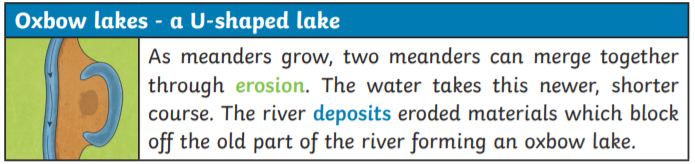 Oxbow lakes - a U-shaped lake
As meanders grow, two meanders can merge together
through erosion. The water takes this newer, shorter
course. The river deposits eroded materials which block
off the old part of the river forming an oxbow lake.